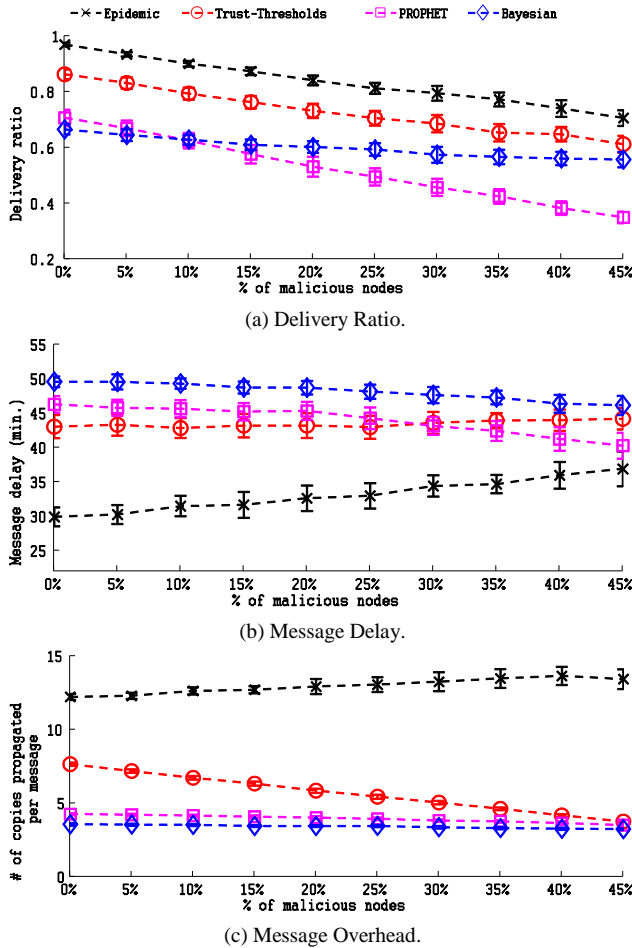 Epidemic Trust-Thresholds PROPHET Bayesian
1
0.8
0.6
0.4
0.2
Delivery ratio
0% 5% 10% 15% 20% 25% 30% 35% 40% 45%
% of malicious nodes
(a) Delivery Ratio.
55
50
45
40
35
30
25
Message delay (min.)
0% 5% 10% 15% 20% 25% 30% 35% 40% 45%
% of malicious nodes
(b) Message Delay.
15
10
5
0
# of copies propagated
per message
0% 5% 10% 15% 20% 25% 30% 35% 40% 45%
% of malicious nodes
(c) Message Overhead.